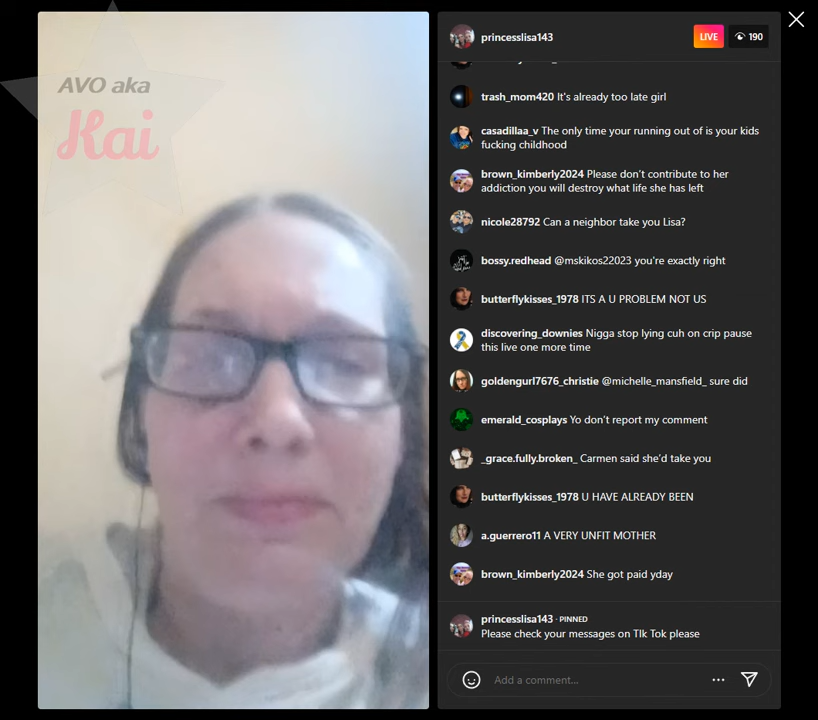 AVO aka
Kai
princesslisa143
LIVE
190
trash_mom420 It's already too late girl
casadillaa_v The only time your running out of is your kids
fucking childhood
brown_kimberly2024 Please don't contribute to her
addiction you will destroy what life she has left
nicole28792 Can a neighbor take you Lisa?
bossy.redhead @mskikos22023 you're exactly right
butterflykisses_1978 ITS A U PROBLEM NOT US
discovering_downies Nigga stop lying cuh on crip pause
this live one more time
goldengurl7676_christie @michelle_mansfield_ sure did
emerald_cosplays Yo don't report my comment
_grace.fully.broken_ Carmen said she'd take you
butterflykisses_1978 U HAVE ALREADY BEEN
a.guerrero11 A VERY UNFIT MOTHER
brown_kimberly2024 She got paid yday
princesslisa143 · PINNED
Please check your messages on TIk Tok please
Add a comment...